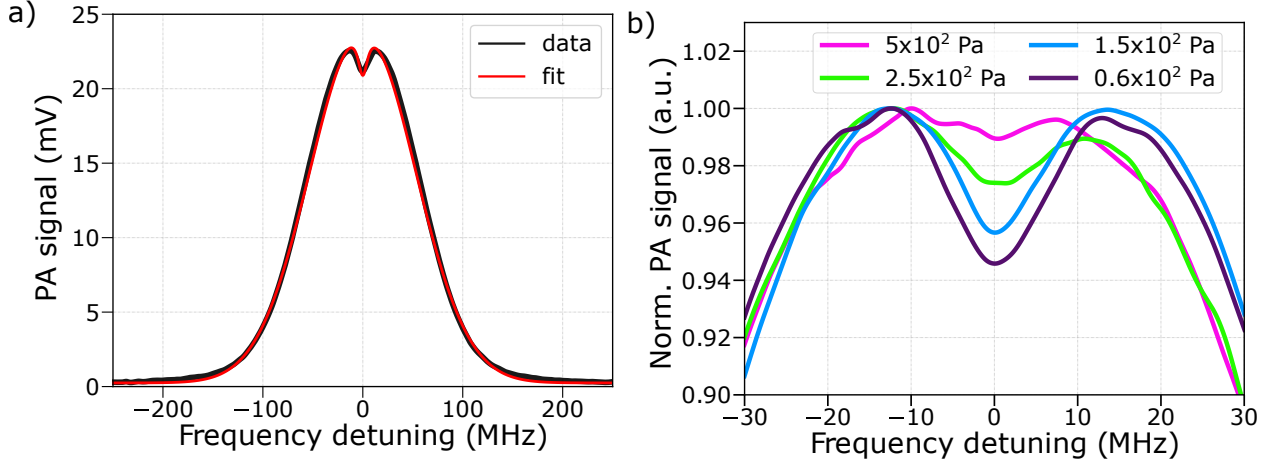 a)
PA signal (mV)
25
20
15
10
5
0
data
fit
−200
−100
0
100
200
Frequency detuning (MHz)
b)
Norm. PA signal (a.u.)
1.02
1.00
0.98
0.96
0.94
0.92
0.90
5x10² Pa
1.5x10² Pa
2.5x10² Pa
0.6x10² Pa
−30
−20
−10
0
10
20
30
Frequency detuning (MHz)